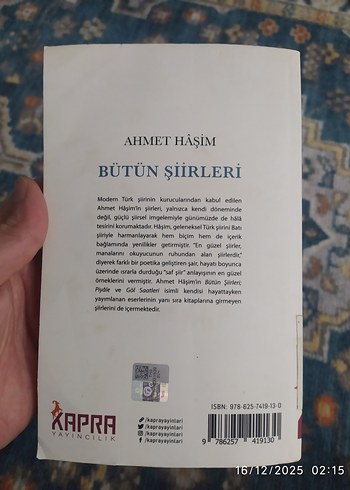 AHMET HÂŞİM
BÜTÜN ŞİİRLERİ
Modern Türk şiirinin kurucularından kabul edilen
Ahmet Hâşim'in şiirleri, yalnızca kendi döneminde
değil, güçlü şiirsel imgelemiyle günümüzde de hâlâ
tesirini korumaktadır. Hâşim, geleneksel Türk şiirini Batı
şiiriyle harmanlayarak hem biçim hem de içerik
bağlamında yenilikler getirmiştir. "En güzel şiirler,
manalarını okuyucunun ruhundan alan şiirlerdir,"
diyerek farklı bir poetika geliştiren şair, hayatı boyunca
üzerinde ısrarla durduğu "saf şiir" anlayışının en güzel
örneklerini vermiştir. Ahmet Hâşim'in Bütün Şiirleri;
Piyâle ve Göl Saatleri isimli kendisi hayattayken
yayımlanan eserlerinin yanı sıra kitaplarına girmeyen
şiirlerini de içermektedir.
KAPRA
YAYINCILIK
/kaprayayinlari
/kaprayayinlari
/kaprayayinlari
ISBN: 978-625-7419-13-0
9 786257 419130
16/12/2025 02:15